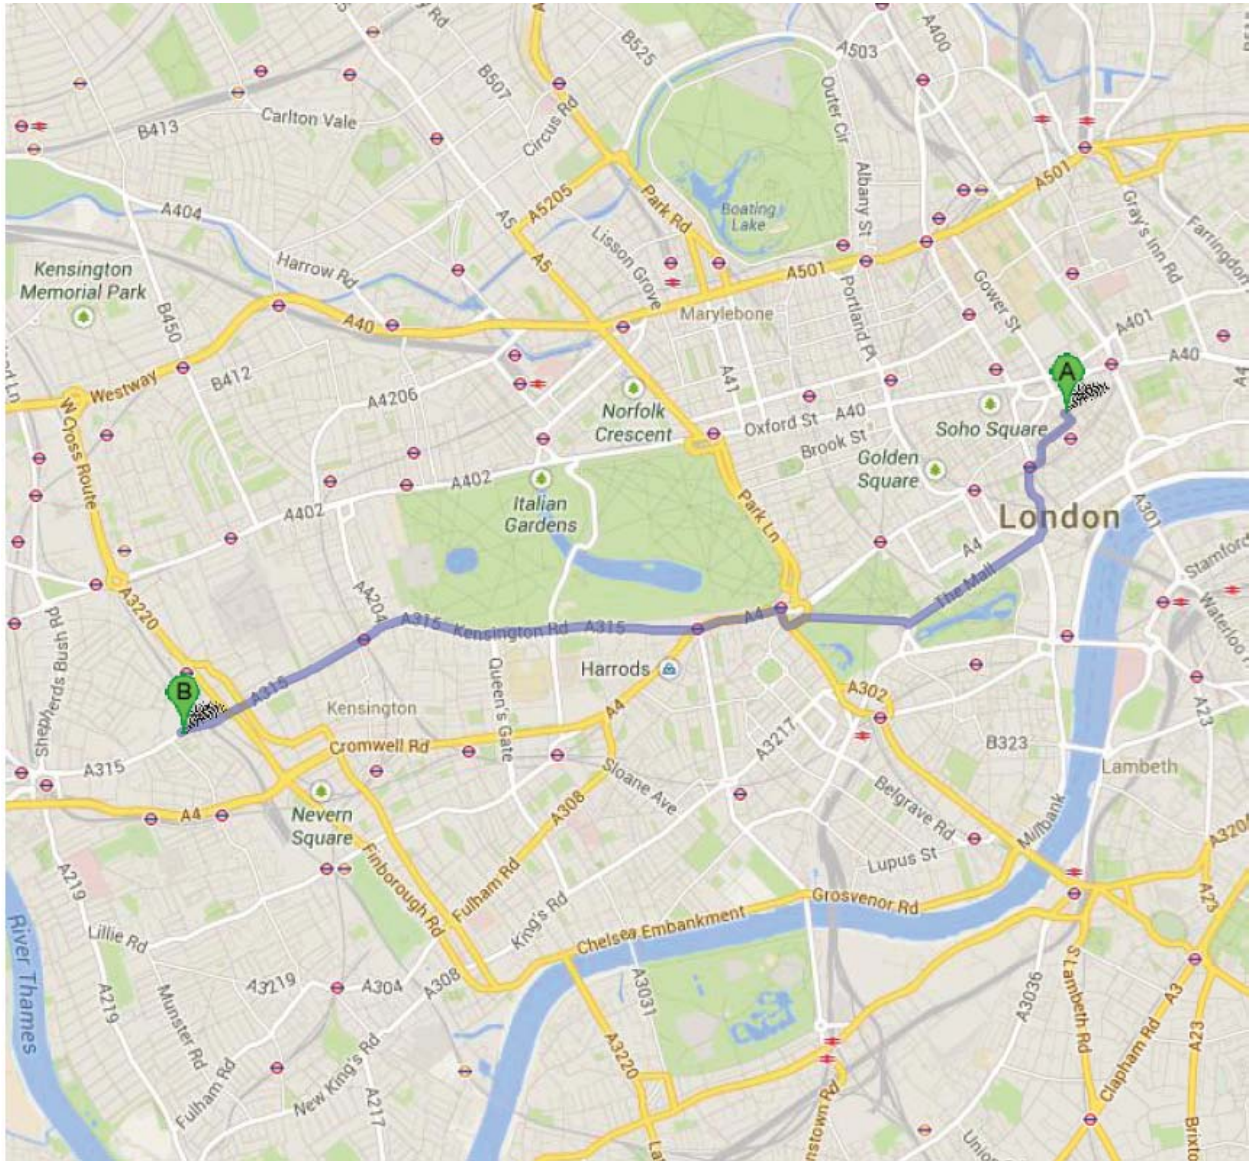 A503
A400
B525
B507
Circus Rd
Outer Cir
Carlton Vale
B413
A501
Albany St
Gray's Inn Rd
A5205
Park Rd
A404
A5
Boating
Lake
Farringdon
Lisson Grove
Harrow Rd
A5
Kensington
Memorial Park
A501
Portland Pl
Gower St
B450
A40
Marylebone
A401
A40
Westway
B412
A41
A
A4206
Norfolk
Crescent
Oxford St
A40
Soho Square
W Cross Route
Brook St
Golden
Square
A402
Italian
Gardens
Park Ln
A402
London
A301
A4
Stamford
A3220
A4204
The Mall
A315
Kensington Rd
A315
A4
Waterloo
Shepherds Bush Rd
Harrods
B
A315
Queen's Gate
A302
A23
Kensington
A4
A3217
B323
Cromwell Rd
Lambeth
A315
Sloane Ave
A4
Nevern
Square
A308
Belgrave Rd
Millbank
Lupus St
A219
Finborough Rd
Fulham Rd
King's Rd
Grosvenor Rd
A23
River Thames
Lillie Rd
Chelsea Embankment
A3219
A304
A308
A3031
A3036
S Lambeth Rd
A3
A219
Munster Rd
A3220
Clapham Rd
A23
Fulham Rd
New King's Rd
A217